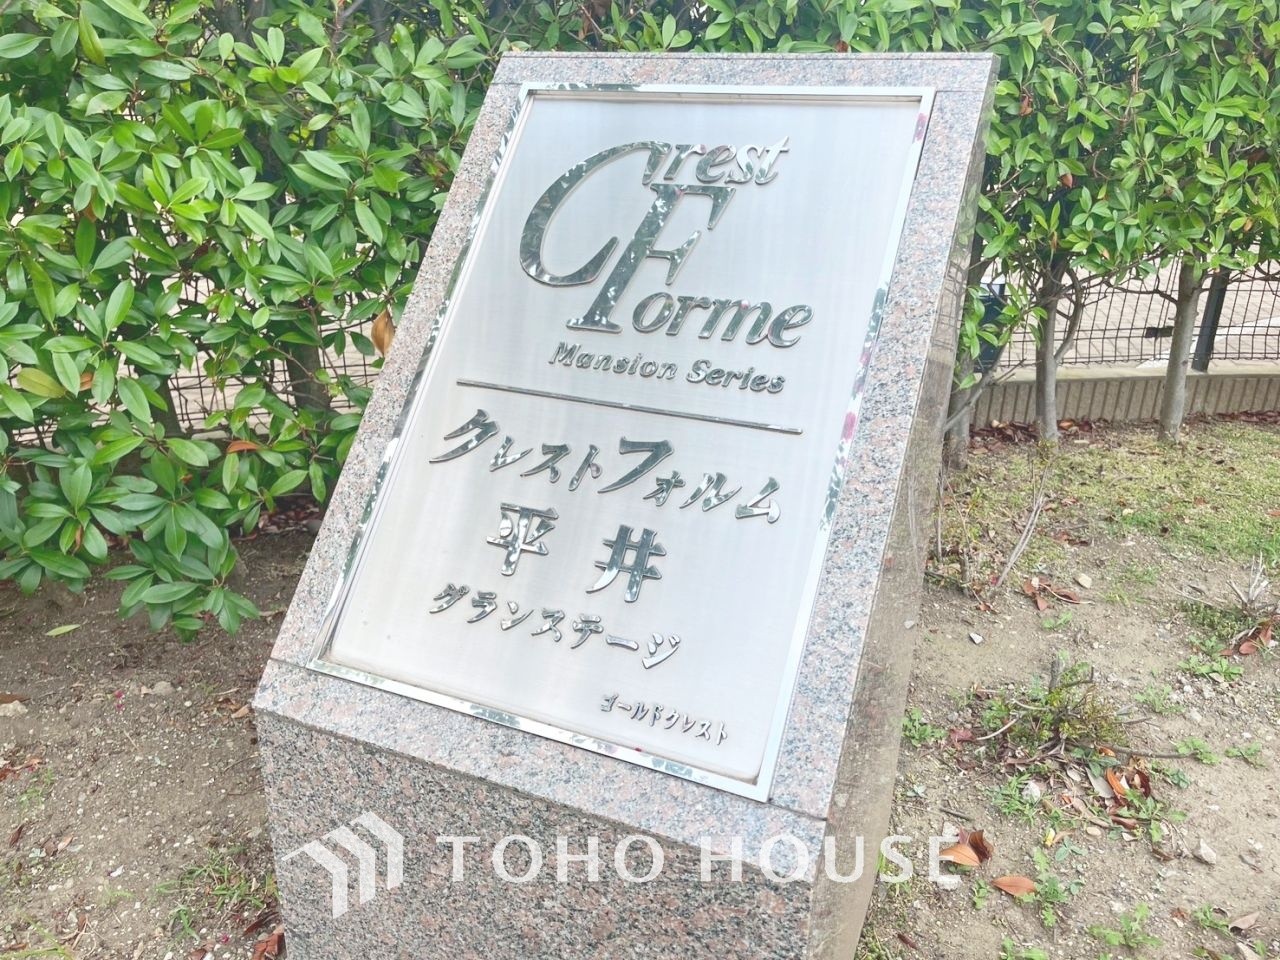 Crest
Forme
Mansion Series
クレストフォルム
平井
グランステージ
ゴールドクレスト
TOHO HOUSE